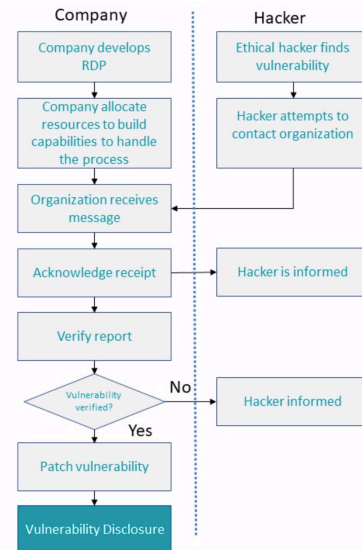 Company
Hacker
Company develops
RDP
Ethical hacker finds
vulnerability
Company allocate
resources to build
capabilities to handle
the process
Hacker attempts to
contact organization
Organization receives
message
Acknowledge receipt
Hacker is informed
Verify report
Vulnerability
verified?
No
Hacker informed
Yes
Patch vulnerability
Vulnerability Disclosure